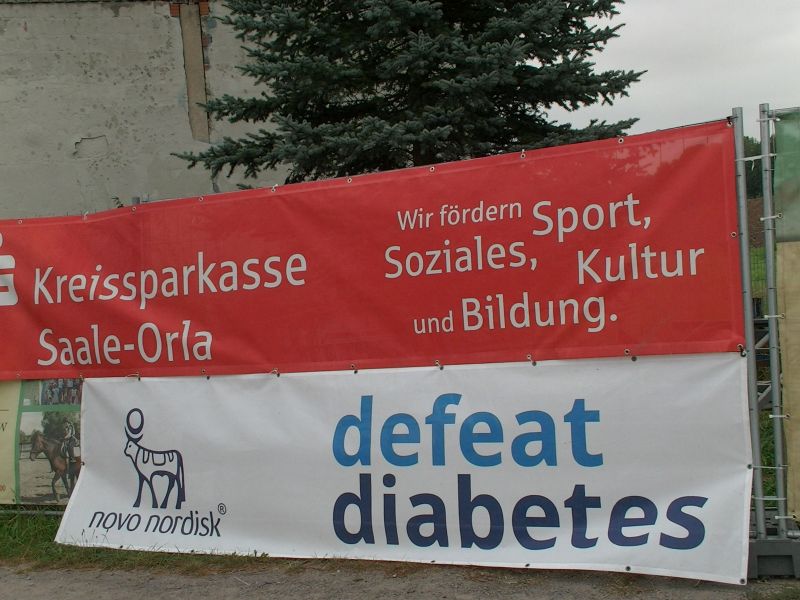 Kreissparkasse
Saale-Orla
Wir fördern Sport,
Soziales, Kultur
und Bildung.
novo nordisk®
defeat
diabetes